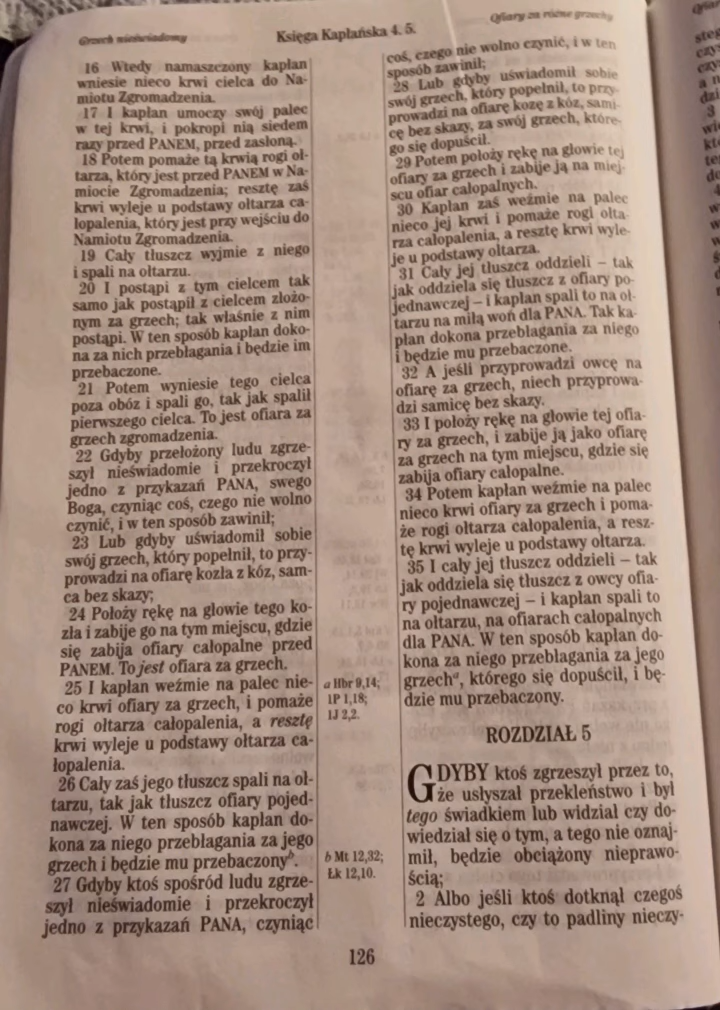 Grzech nieświadomy
Księga Kapłańska 4. 5.
Ofiary za różne grzechy
16 Wtedy namaszczony kapłan
wniesie nieco krwi cielca do Na-
miotu Zgromadzenia.
17 I kapłan umoczy swój palec
w tej krwi, i pokropi nią siedem
razy przed PANEM, przed zasłoną.
18 Potem pomaże tą krwią rogi oł-
tarza, który jest przed PANEM w Na-
miocie Zgromadzenia; resztę zaś
krwi wyleje u podstawy ołtarza ca-
łopalenia, który jest przy wejściu do
Namiotu Zgromadzenia.
19 Cały tłuszcz wyjmie z niego
i spali na ołtarzu.
20 I postąpi z tym cielcem tak
samo jak postąpił z cielcem złożo-
nym za grzech; tak właśnie z nim
postąpi. W ten sposób kapłan doko-
na za nich przebłagania i będzie im
przebaczone.
21 Potem wyniesie tego cielca
poza obóz i spali go, tak jak spalił
pierwszego cielca. To jest ofiara za
grzech zgromadzenia.
22 Gdyby przełożony ludu zgrze-
szył nieświadomie i przekroczył
jedno z przykazań PANA, swego
Boga, czyniąc coś, czego nie wolno
czynić, i w ten sposób zawinił;
23 Lub gdyby uświadomił sobie
swój grzech, który popełnił, to przy-
prowadzi na ofiarę kozła z kóz, sam-
ca bez skazy;
24 Położy rękę na głowie tego ko-
zła i zabije go na tym miejscu, gdzie
się zabija ofiary całopalne przed
PANEM. To jest ofiara za grzech.
25 I kapłan weźmie na palec nie-
co krwi ofiary za grzech, i pomaże
rogi ołtarza całopalenia, a resztę
krwi wyleje u podstawy ołtarza ca-
łopalenia.
26 Cały zaś jego tłuszcz spali na oł-
tarzu, tak jak tłuszcz ofiary pojed-
nawczej. W ten sposób kapłan do-
kona za niego przebłagania za jego
grzech i będzie mu przebaczony b.
27 Gdyby ktoś spośród ludu zgrze-
szył nieświadomie i przekroczył
jedno z przykazań PANA, czyniąc
a Hbr 9,14;
1P 1,18;
1J 2,2.
b Mt 12,32;
Łk 12,10.
coś, czego nie wolno czynić, i w ten
sposób zawinił;
28 Lub gdyby uświadomił sobie
swój grzech, który popełnił, to przy-
prowadzi na ofiarę kozę z kóz, sami-
cę bez skazy, za swój grzech, które-
go się dopuścił.
29 Potem położy rękę na głowie tej
ofiary za grzech i zabije ją na miej-
scu ofiar całopalnych.
30 Kapłan zaś weźmie na palec
nieco jej krwi i pomaże rogi ołta-
rza całopalenia, a resztę krwi wyle-
je u podstawy ołtarza.
31 Cały jej tłuszcz oddzieli – tak
jak oddziela się tłuszcz z ofiary po-
jednawczej – i kapłan spali to na oł-
tarzu na miłą woń dla PANA. Tak ka-
płan dokona przebłagania za niego
i będzie mu przebaczone.
32 A jeśli przyprowadzi owcę na
ofiarę za grzech, niech przyprowa-
dzi samicę bez skazy.
33 I położy rękę na głowie tej ofia-
ry za grzech, i zabije ją jako ofiarę
za grzech na tym miejscu, gdzie się
zabija ofiary całopalne.
34 Potem kapłan weźmie na palec
nieco krwi ofiary za grzech i poma-
że rogi ołtarza całopalenia, a resz-
tę krwi wyleje u podstawy ołtarza.
35 I cały jej tłuszcz oddzieli – tak
jak oddziela się tłuszcz z owcy ofia-
ry pojednawczej – i kapłan spali to
na ołtarzu, na ofiarach całopalnych
dla PANA. W ten sposób kapłan do-
kona za niego przebłagania za jego
grzech a, którego się dopuścił, i bę-
dzie mu przebaczony.
ROZDZIAŁ 5
GDYBY ktoś zgrzeszył przez to,
że usłyszał przekleństwo i był
tego świadkiem lub widział czy do-
wiedział się o tym, a tego nie oznaj-
mił, będzie obciążony nieprawo-
ścią;
2 Albo jeśli ktoś dotknął czegoś
nieczystego, czy to padliny nieczy-
126